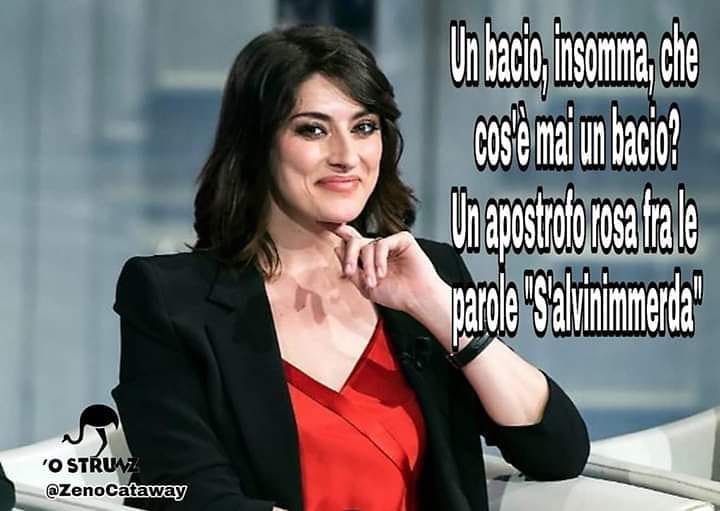 Un bacio, insomma, che
cos'è mai un bacio?
Un apostrofo rosa fra le
parole "S'alvinimmerda"
'O STRUNZ
@ZenoCataway